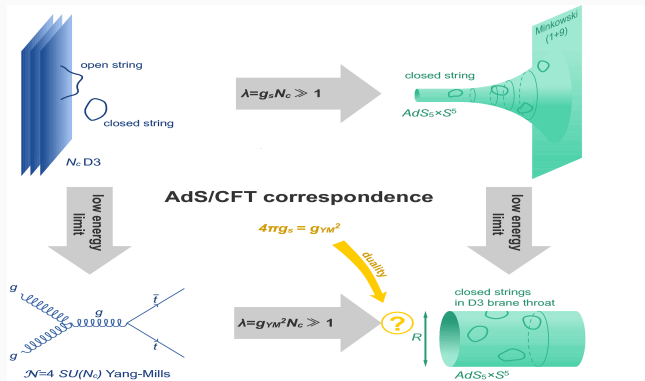 Minkowski
(1+9)
open string
closed string
closed string
λ=gₛN꜀ ≫ 1
AdS₅×S⁵
N꜀ D3
low energy
limit
AdS/CFT correspondence
low energy
limit
4πgₛ = gYM²
duality
g
g
g
t̅
t
λ=gYM²N꜀ ≫ 1
?
closed strings
in D3 brane throat
R
𝒩=4 SU(N꜀) Yang-Mills
AdS₅×S⁵